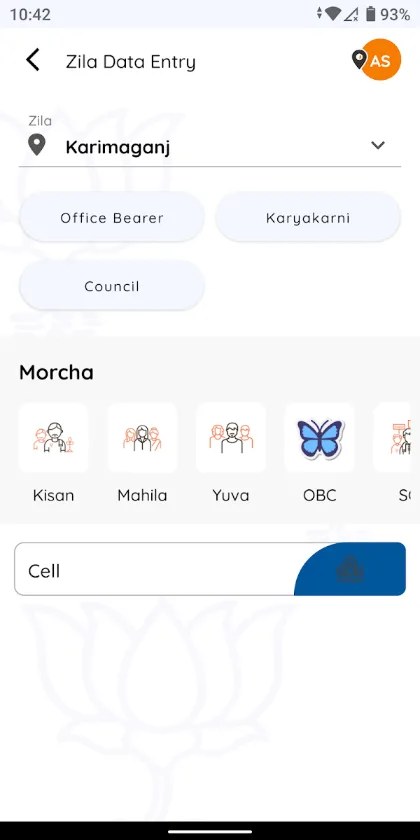 10:42
93%
Zila Data Entry
AS
Zila
Karimaganj
Office Bearer
Karyakarni
Council
Morcha
Kisan
Mahila
Yuva
OBC
Cell